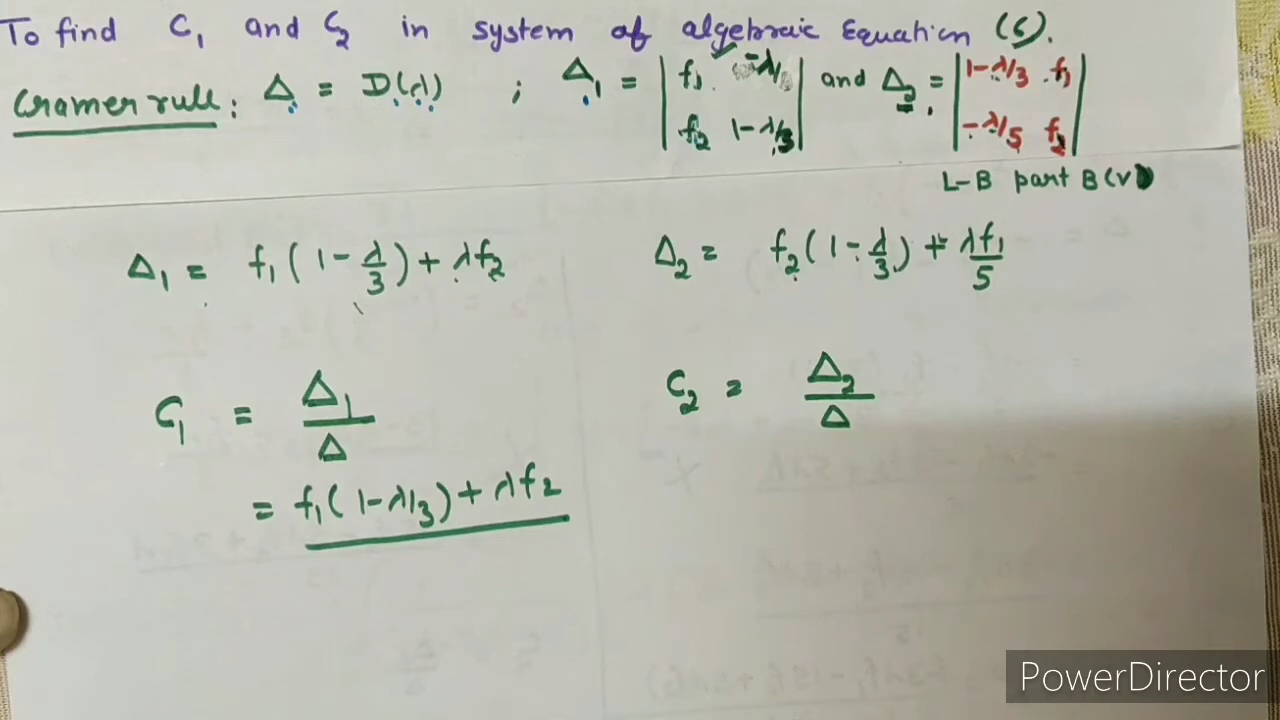 To find C₁ and C₂ in system of algebraic Equation (6).
Cramer rule: Δ = D(λ) ; Δ₁ = | f₁ -λ | and Δ₂ = | 1-λ/3 f₁ |
| f₂ 1-λ/3 | | -λ/5 f₂ |
L-B part B(V)
Δ₁ = f₁(1-λ/3)+λf₂ Δ₂ = f₂(1-λ/3)+λf₁/5
C₁ = Δ₁/Δ C₂ = Δ₂/Δ
= f₁(1-λ/3)+λf₂
PowerDirector